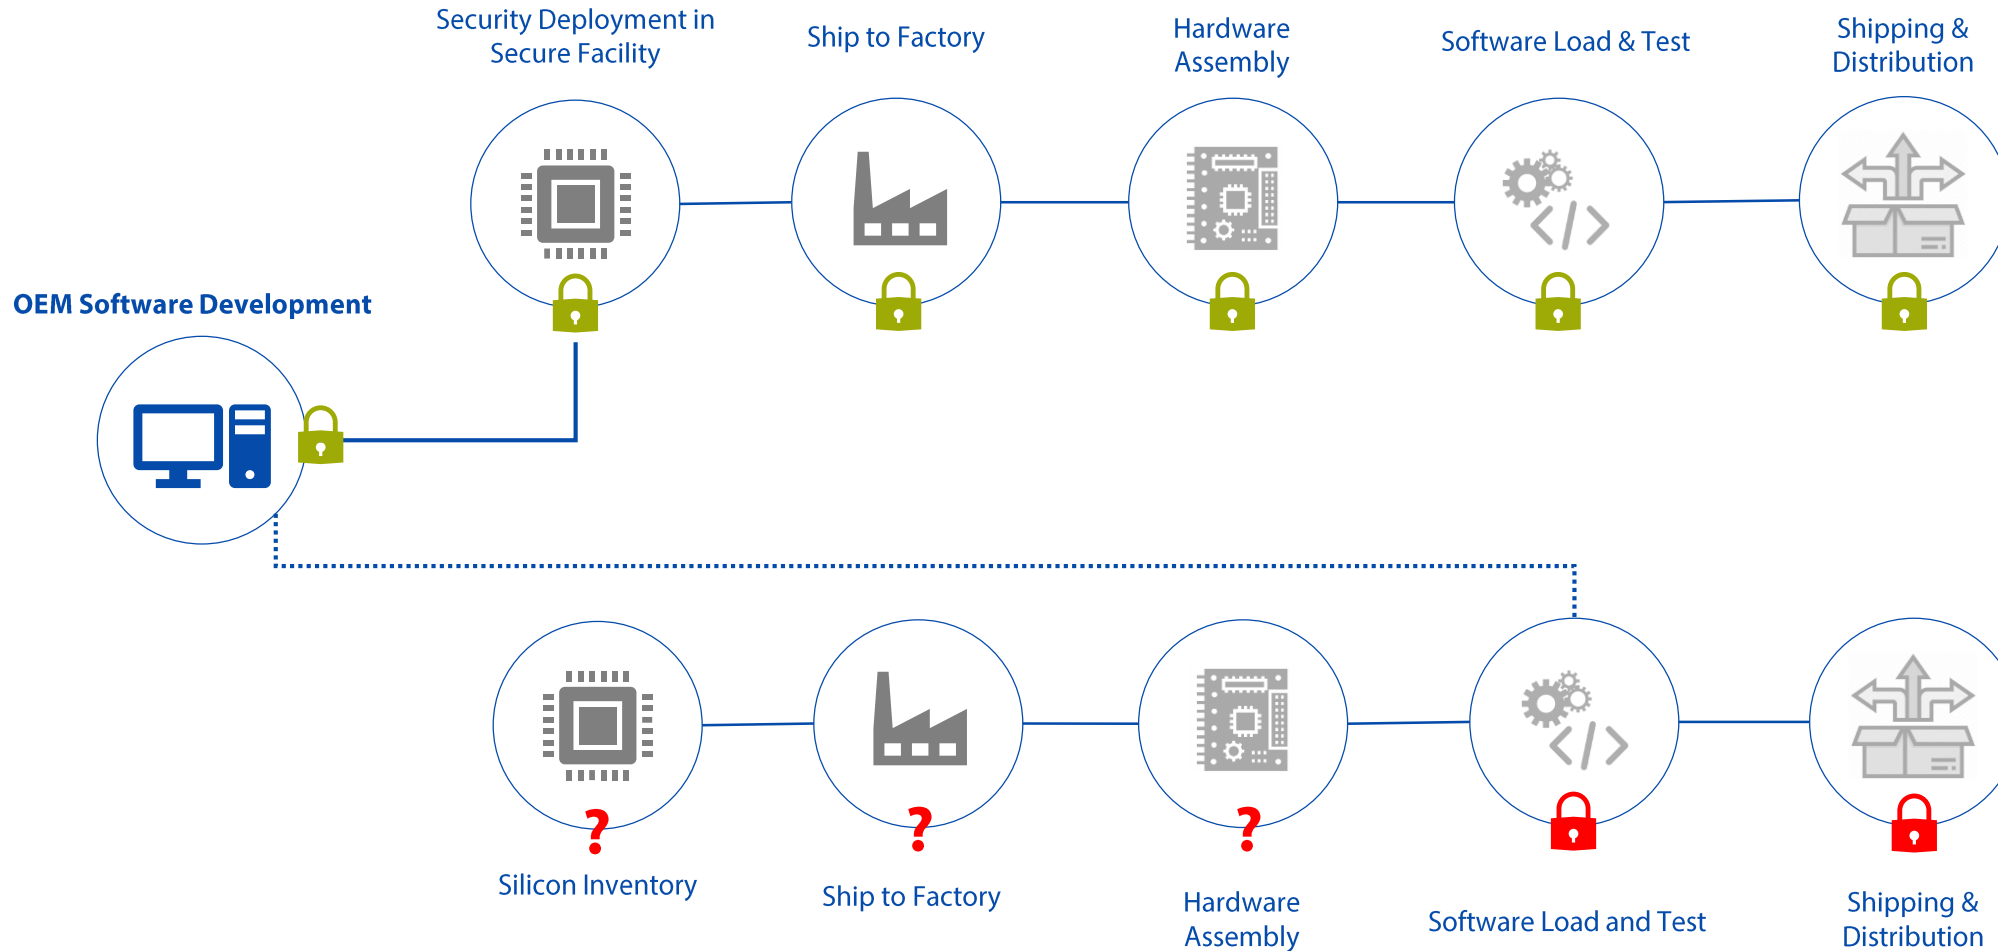 Security Deployment in
Secure Facility
Ship to Factory
Hardware
Assembly
Software Load & Test
Shipping &
Distribution
OEM Software Development
?
?
?
Silicon Inventory
Ship to Factory
Hardware
Assembly
Software Load and Test
Shipping &
Distribution